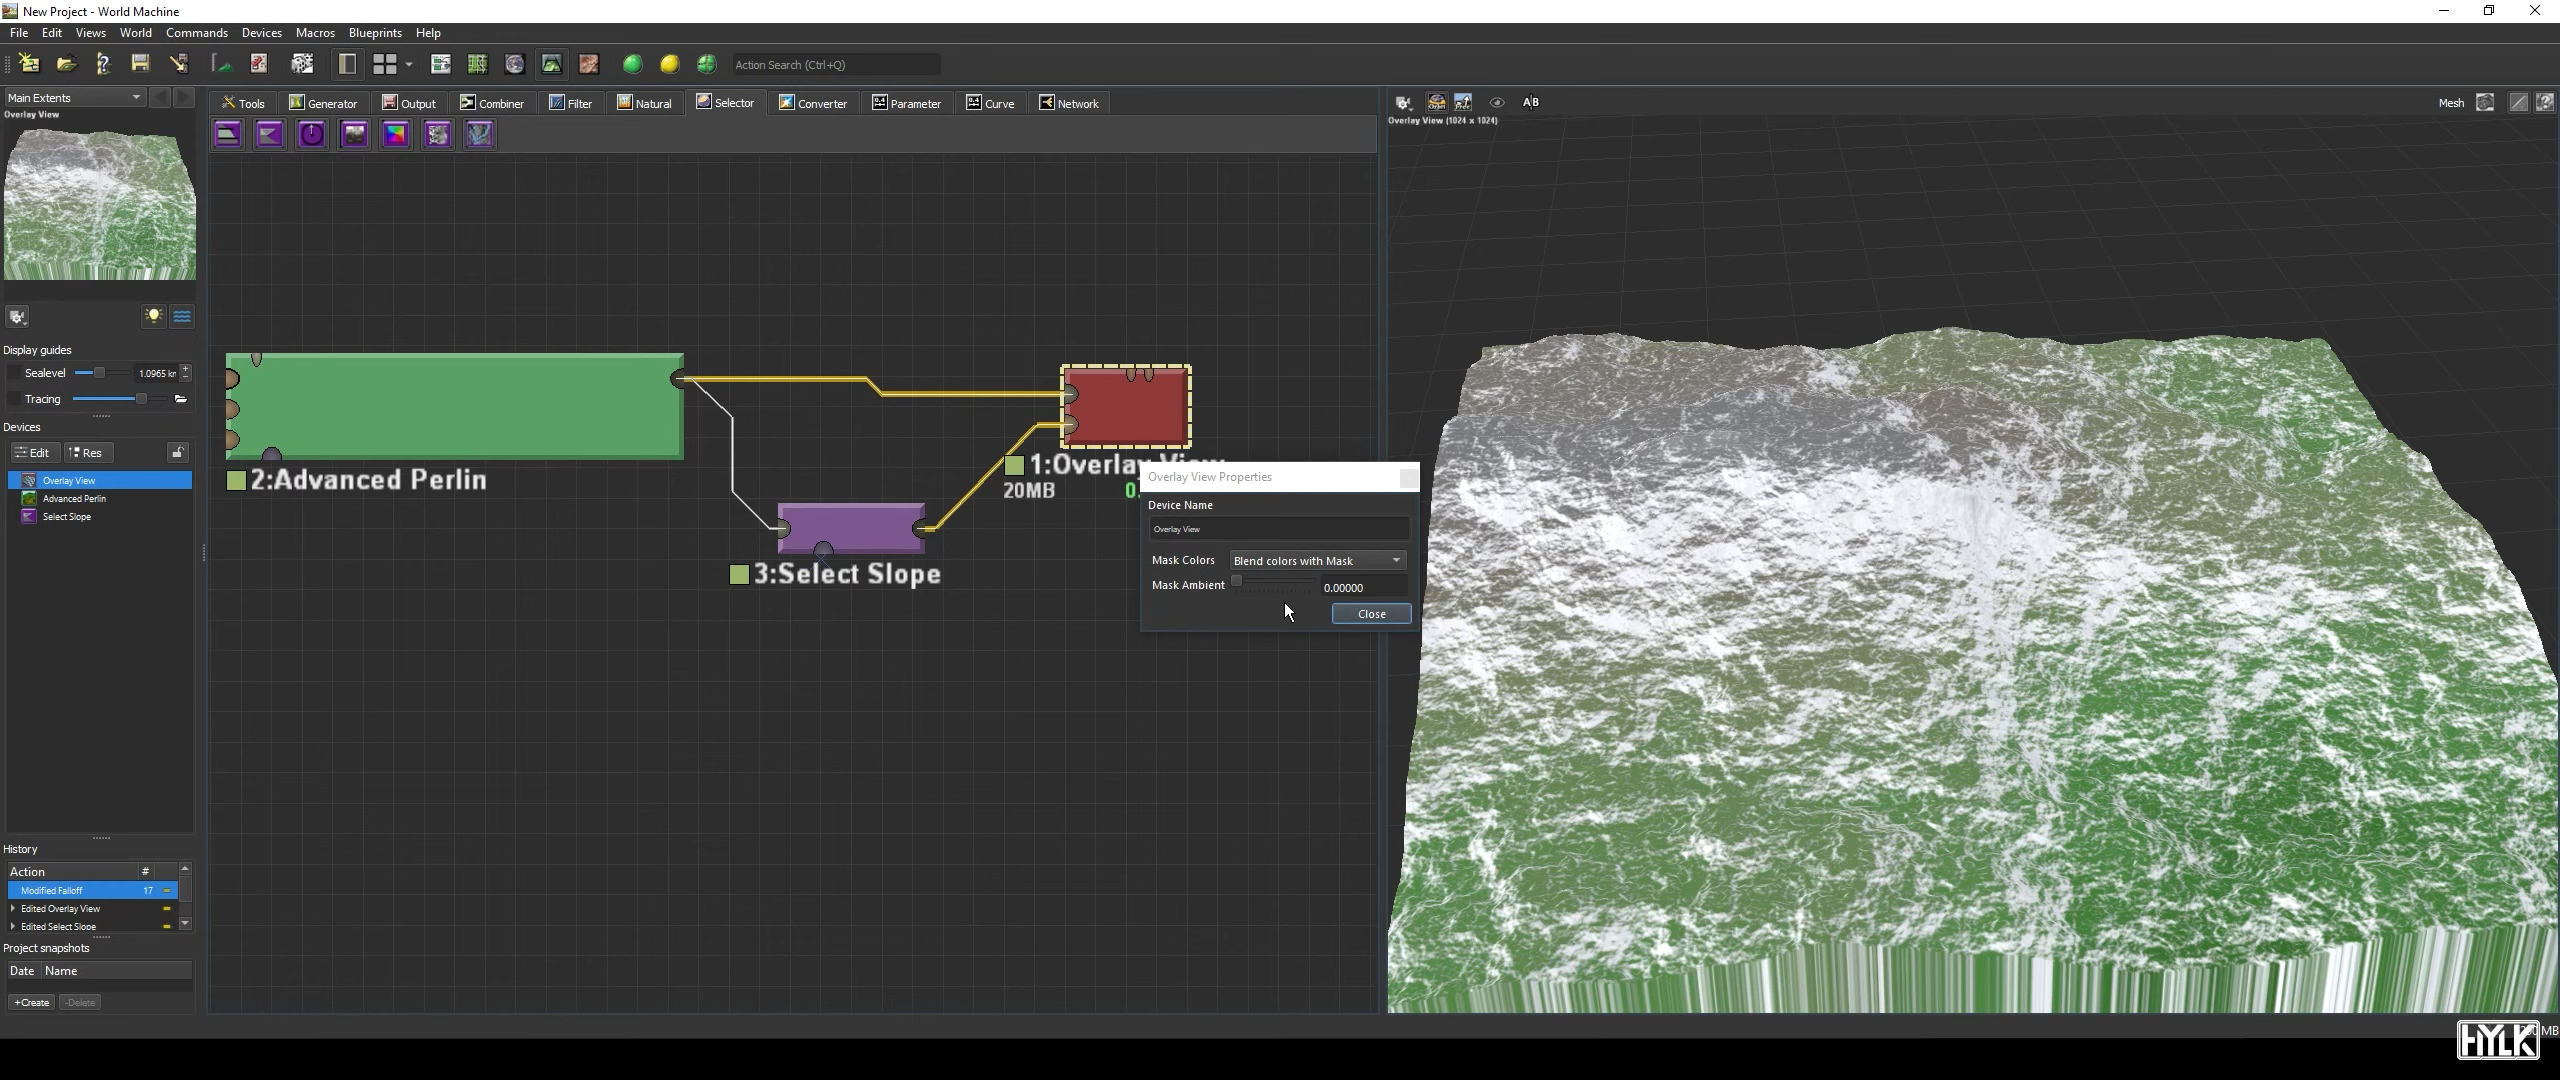 New Project - World Machine
File Edit Views World Commands Devices Macros Blueprints Help
Action Search (Ctrl+Q)
Main Extents
Overlay View
Tools Generator Output Combiner Filter Natural Selector Converter Parameter Curve Network
A|B
Mesh
Overlay View (1024 x 1024)
Display guides
Sealevel 1.0965 km
Tracing
Devices
Edit Res
Overlay View
Advanced Perlin
Select Slope
2:Advanced Perlin
3:Select Slope
1:Overlay View
20MB 0.
Overlay View Properties
Device Name
Overlay View
Mask Colors Blend colors with Mask
Mask Ambient 0.00000
Close
History
Action #
Modified Falloff 17
Edited Overlay View
Edited Select Slope
Project snapshots
Date Name
+Create -Delete
HYLK MB